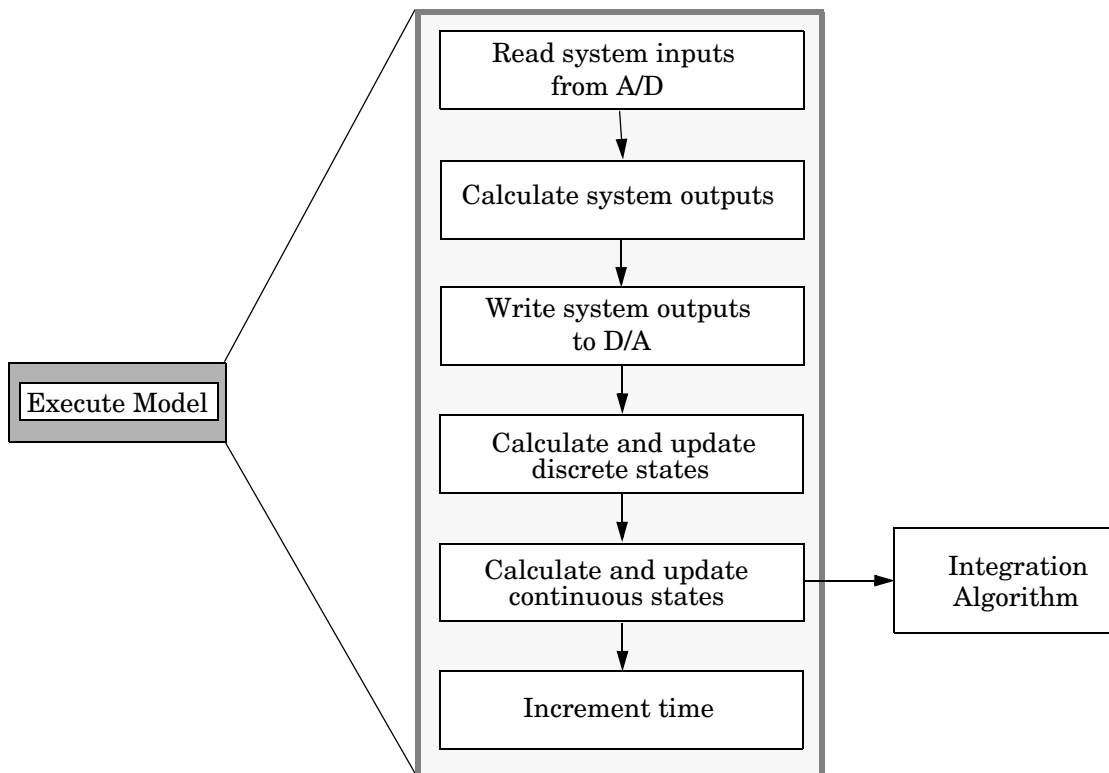 Read system inputs
from A/D
Calculate system outputs
Write system outputs
to D/A
Execute Model
Calculate and update
discrete states
Calculate and update
continuous states
Integration
Algorithm
Increment time